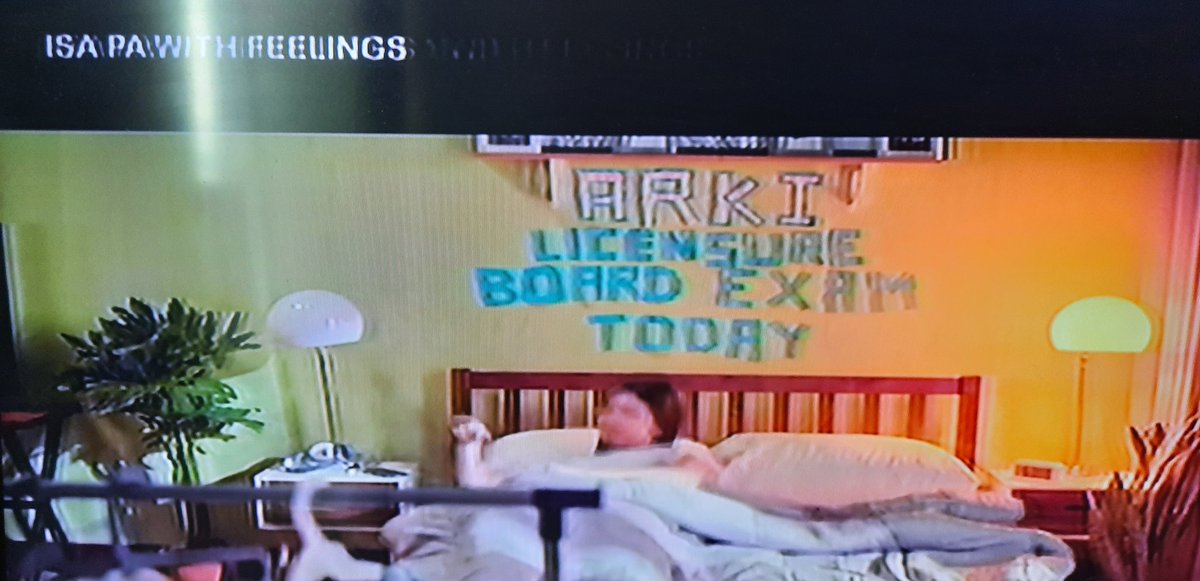 ISA PA WITH FEELINGS
ARKI
LICENSURE
BOARD EXAM
TODAY